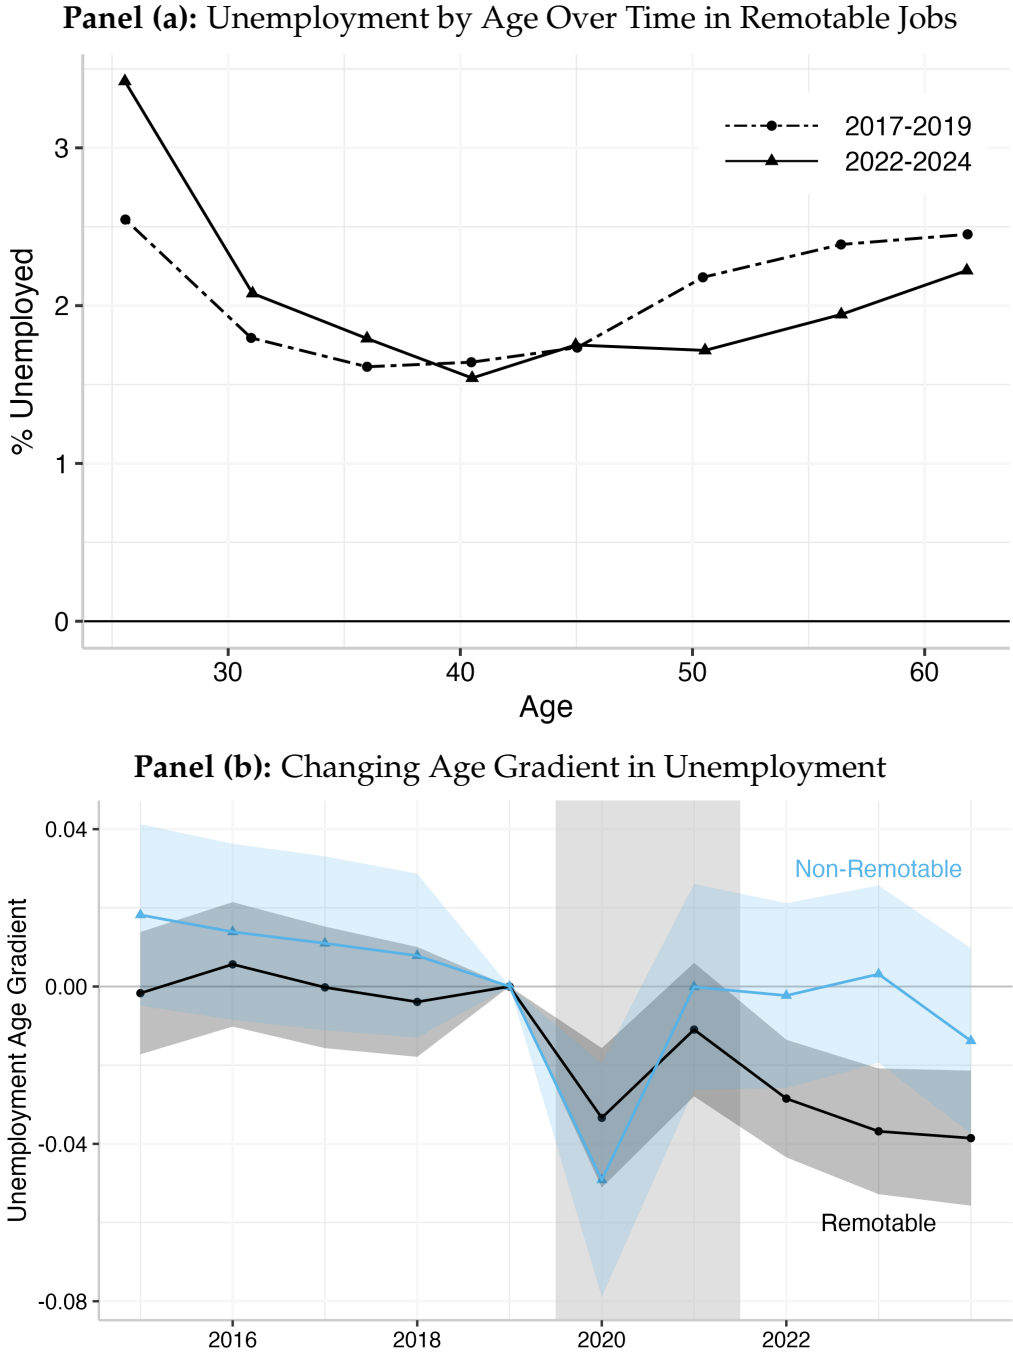 Panel (a): Unemployment by Age Over Time in Remotable Jobs
2017-2019
2022-2024
% Unemployed
3
2
1
0
30 40 50 60
Age
Panel (b): Changing Age Gradient in Unemployment
Unemployment Age Gradient
0.04
0.00
-0.04
-0.08
Non-Remotable
Remotable
2016 2018 2020 2022